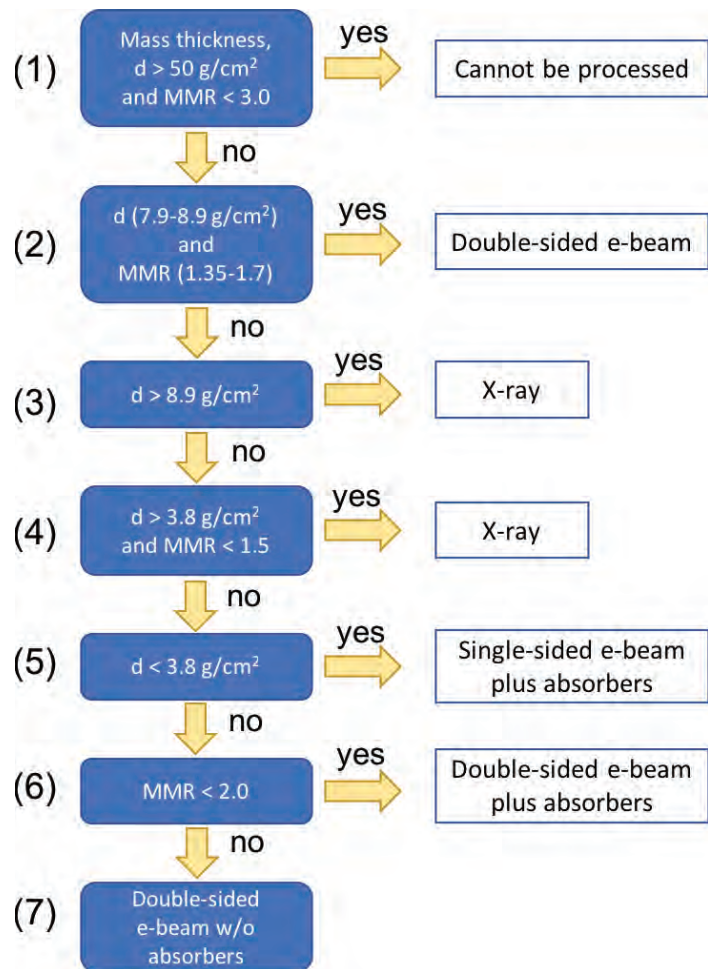 (1)
Mass thickness,
d > 50 g/cm²
and MMR < 3.0
yes
Cannot be processed
no
(2)
d (7.9-8.9 g/cm²)
and
MMR (1.35-1.7)
yes
Double-sided e-beam
no
(3)
d > 8.9 g/cm²
yes
X-ray
no
(4)
d > 3.8 g/cm²
and MMR < 1.5
yes
X-ray
no
(5)
d < 3.8 g/cm²
yes
Single-sided e-beam
plus absorbers
no
(6)
MMR < 2.0
yes
Double-sided e-beam
plus absorbers
no
(7)
Double-sided
e-beam w/o
absorbers